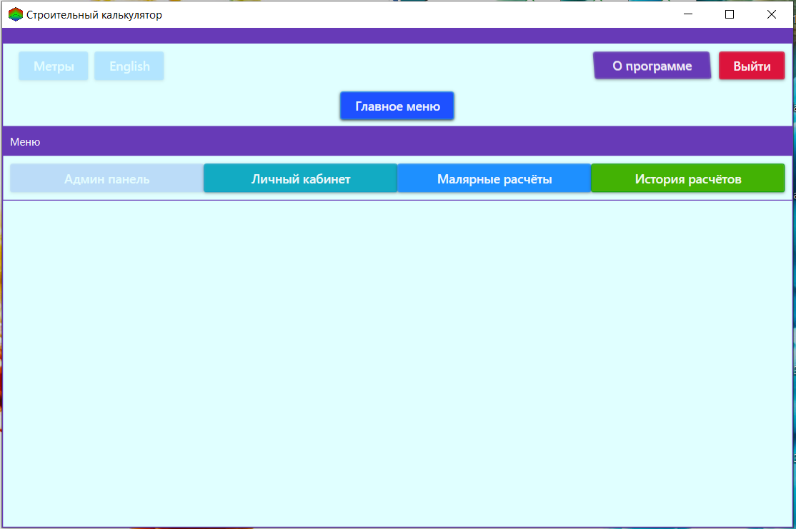 Строительный калькулятор
Метры English О программе Выйти
Главное меню
Меню
Админ панель Личный кабинет Малярные расчёты История расчётов